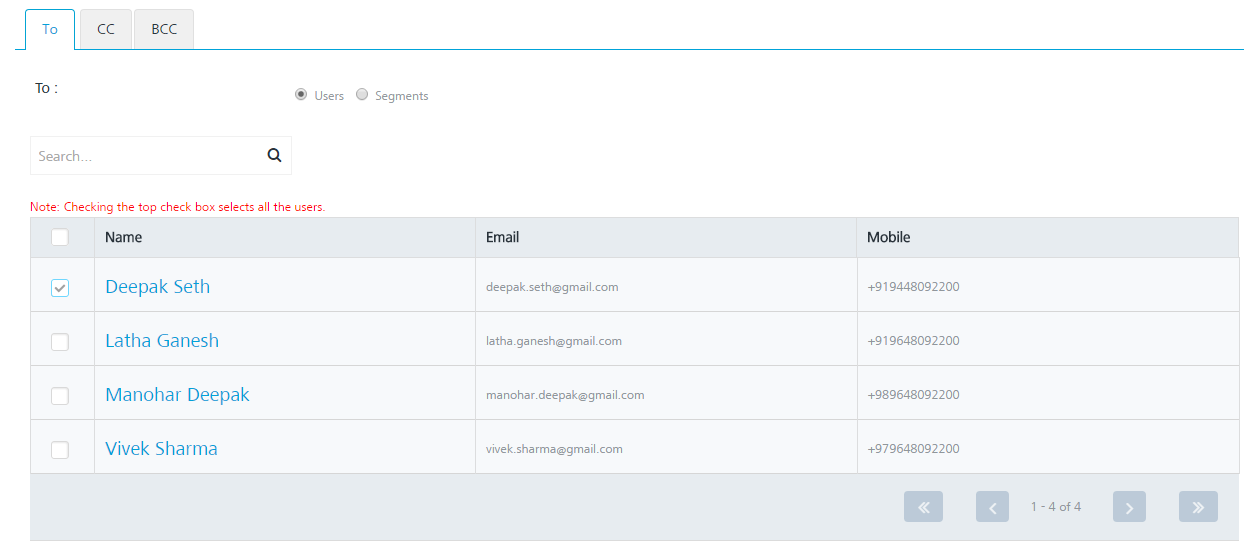 To CC BCC
To :
Users Segments
Search...
Note: Checking the top check box selects all the users.
Name Email Mobile
Deepak Seth deepak.seth@gmail.com +919448092200
Latha Ganesh latha.ganesh@gmail.com +919648092200
Manohar Deepak manohar.deepak@gmail.com +989648092200
Vivek Sharma vivek.sharma@gmail.com +979648092200
1 - 4 of 4